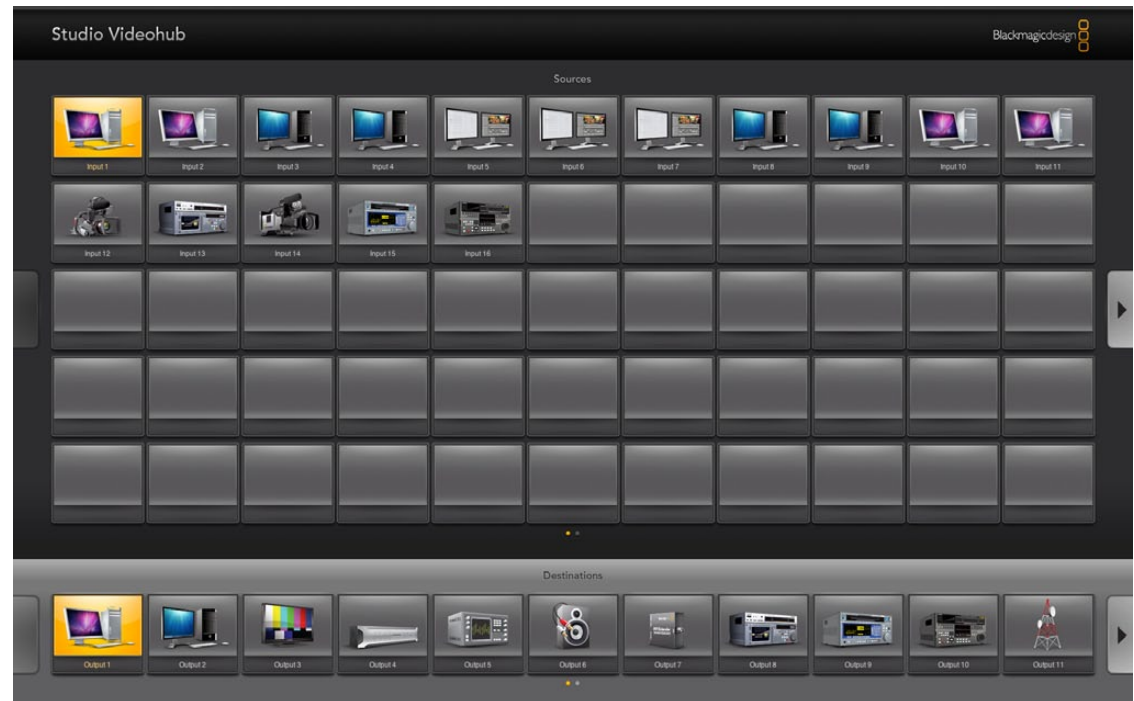 Studio Videohub
Blackmagicdesign
Sources
Input 1
Input 2
Input 3
Input 4
Input 5
Input 6
Input 7
Input 8
Input 9
Input 10
Input 11
Input 12
Input 13
Input 14
Input 15
Input 16
Destinations
Output 1
Output 2
Output 3
Output 4
Output 5
Output 6
Output 7
Output 8
Output 9
Output 10
Output 11